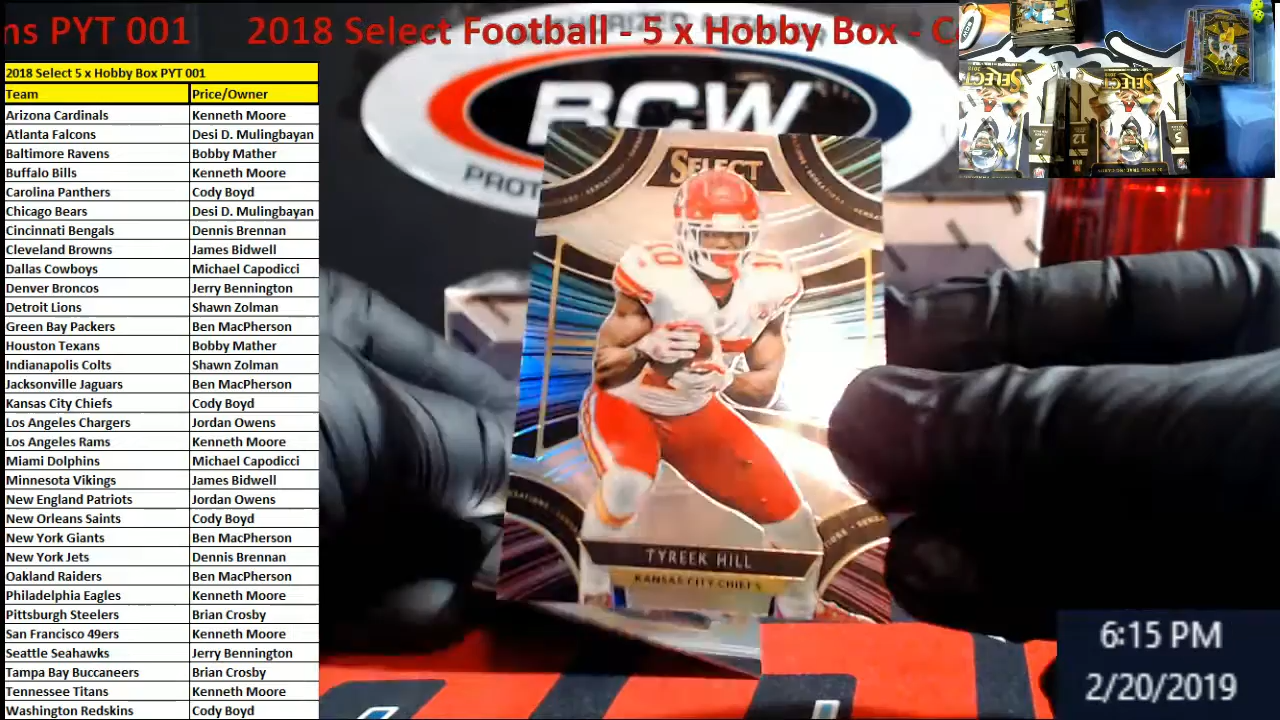 ns PYT 001 2018 Select Football - 5 x Hobby Box - C
2018 Select 5 x Hobby Box PYT 001
Team Price/Owner
Arizona Cardinals Kenneth Moore
Atlanta Falcons Desi D. Mulingbayan
Baltimore Ravens Bobby Mather
Buffalo Bills Kenneth Moore
Carolina Panthers Cody Boyd
Chicago Bears Desi D. Mulingbayan
Cincinnati Bengals Dennis Brennan
Cleveland Browns James Bidwell
Dallas Cowboys Michael Capodicci
Denver Broncos Jerry Bennington
Detroit Lions Shawn Zolman
Green Bay Packers Ben MacPherson
Houston Texans Bobby Mather
Indianapolis Colts Shawn Zolman
Jacksonville Jaguars Ben MacPherson
Kansas City Chiefs Cody Boyd
Los Angeles Chargers Jordan Owens
Los Angeles Rams Kenneth Moore
Miami Dolphins Michael Capodicci
Minnesota Vikings James Bidwell
New England Patriots Jordan Owens
New Orleans Saints Cody Boyd
New York Giants Ben MacPherson
New York Jets Dennis Brennan
Oakland Raiders Ben MacPherson
Philadelphia Eagles Kenneth Moore
Pittsburgh Steelers Brian Crosby
San Francisco 49ers Kenneth Moore
Seattle Seahawks Jerry Bennington
Tampa Bay Buccaneers Brian Crosby
Tennessee Titans Kenneth Moore
Washington Redskins Cody Boyd
BCW
PROT
SELECT
10
TYREEK HILL
KANSAS CITY CHIEFS
SELECT
SELECT
5
12
5
6:15 PM
2/20/2019